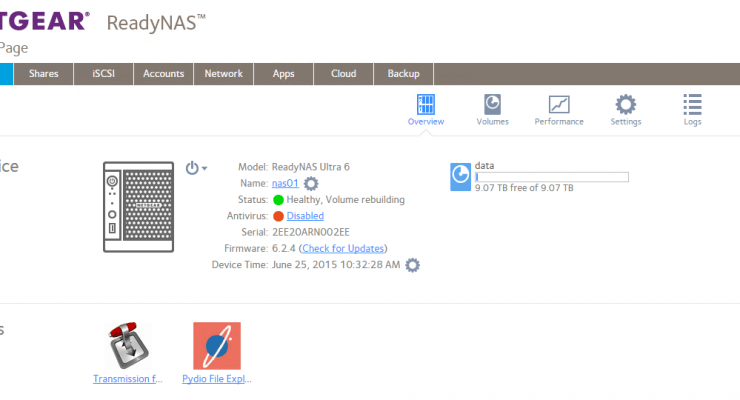 TGEAR® ReadyNAS™
Page
Shares iSCSI Accounts Network Apps Cloud Backup
Overview Volumes Performance Settings Logs
ice
Model: ReadyNAS Ultra 6
Name: nas01
Status: Healthy, Volume rebuilding
Antivirus: Disabled
Serial: 2EE20ARN002EE
Firmware: 6.2.4 (Check for Updates)
Device Time: June 25, 2015 10:32:28 AM
NETGEAR
data
9.07 TB free of 9.07 TB
s
Transmission f...
Pydio File Expl...